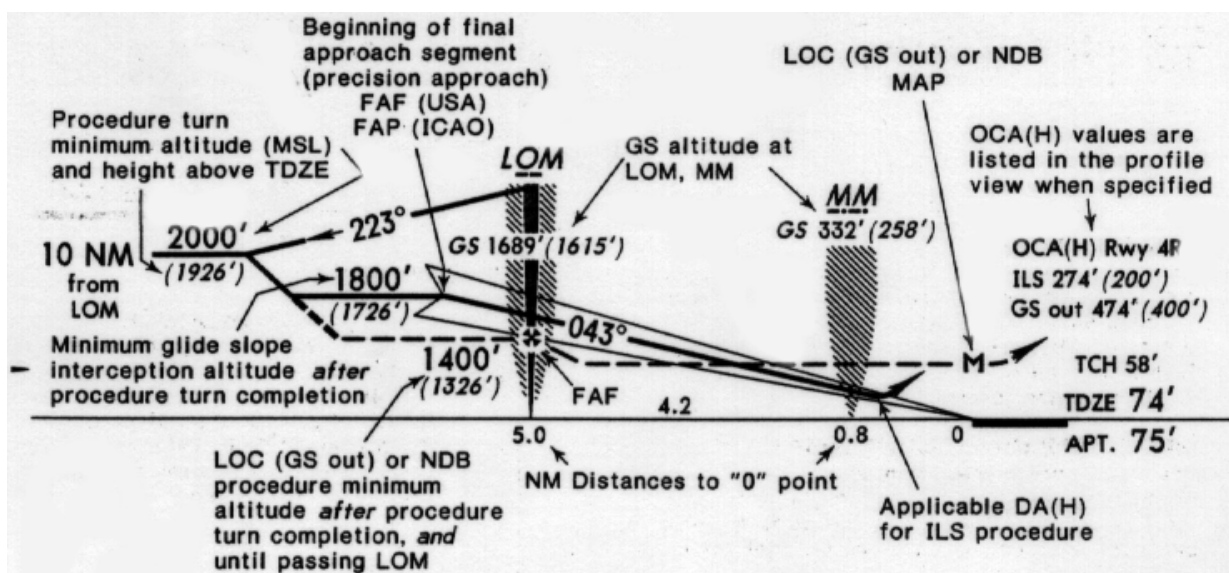 Beginning of final
approach segment
(precision approach)
FAF (USA)
FAP (ICAO)
LOC (GS out) or NDB
MAP
Procedure turn
minimum altitude (MSL)
and height above TDZE
LOM
GS altitude at
LOM, MM
OCA(H) values are
listed in the profile
view when specified
MM
2000'
223°
GS 1689' (1615')
GS 332' (258')
10 NM
from
LOM
(1926')
1800'
(1726')
OCA(H) Rwy 4R
ILS 274' (200')
GS out 474' (400')
043°
Minimum glide slope
interception altitude after
procedure turn completion
1400'
(1326')
FAF
M
TCH 58'
TDZE 74'
APT. 75'
4.2
5.0
0.8
0
LOC (GS out) or NDB
procedure minimum
altitude after procedure
turn completion, and
until passing LOM
NM Distances to "0" point
Applicable DA(H)
for ILS procedure